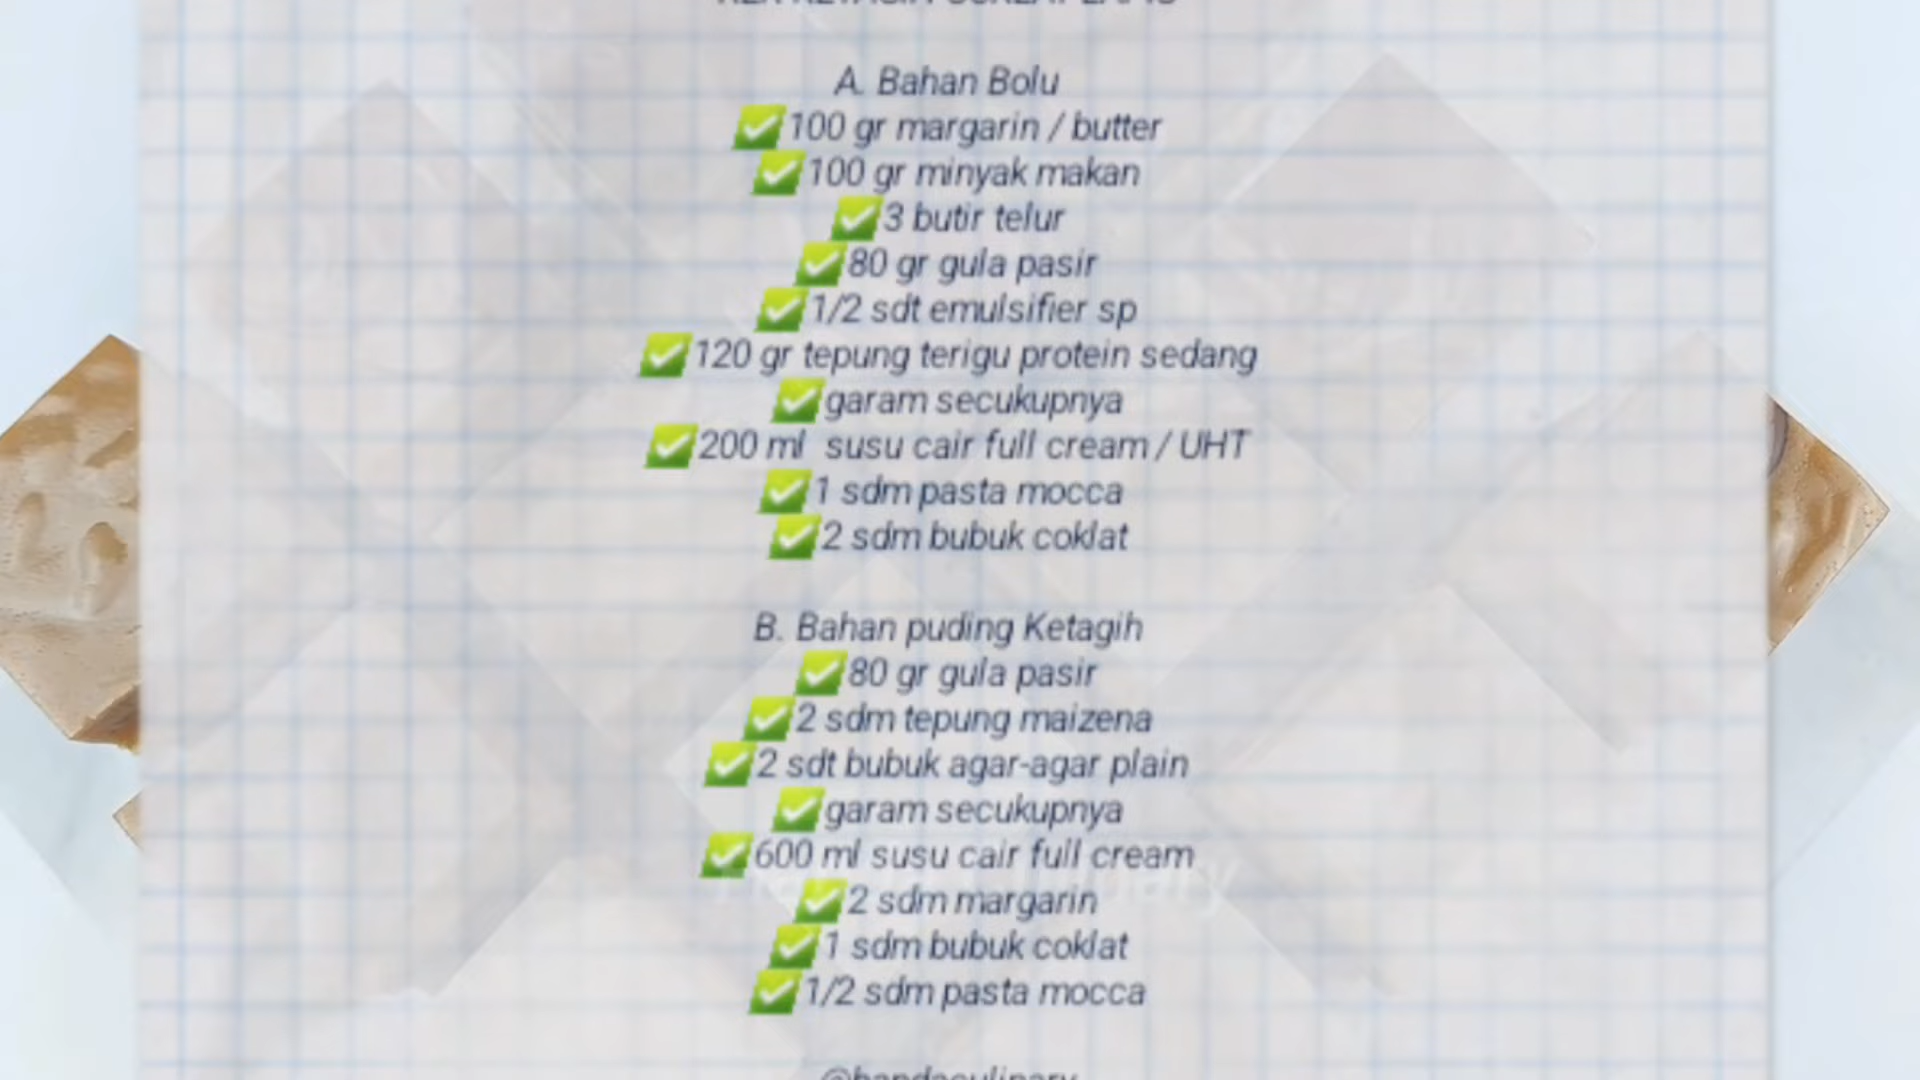 A. Bahan Bolu
✅100 gr margarin / butter
✅100 gr minyak makan
✅3 butir telur
✅80 gr gula pasir
✅1/2 sdt emulsifier sp
✅120 gr tepung terigu protein sedang
✅garam secukupnya
✅200 ml susu cair full cream / UHT
✅1 sdm pasta mocca
✅2 sdm bubuk coklat
B. Bahan puding Ketagih
✅80 gr gula pasir
✅2 sdm tepung maizena
✅2 sdt bubuk agar-agar plain
✅garam secukupnya
✅600 ml susu cair full cream
✅2 sdm margarin
✅1 sdm bubuk coklat
✅1/2 sdm pasta mocca